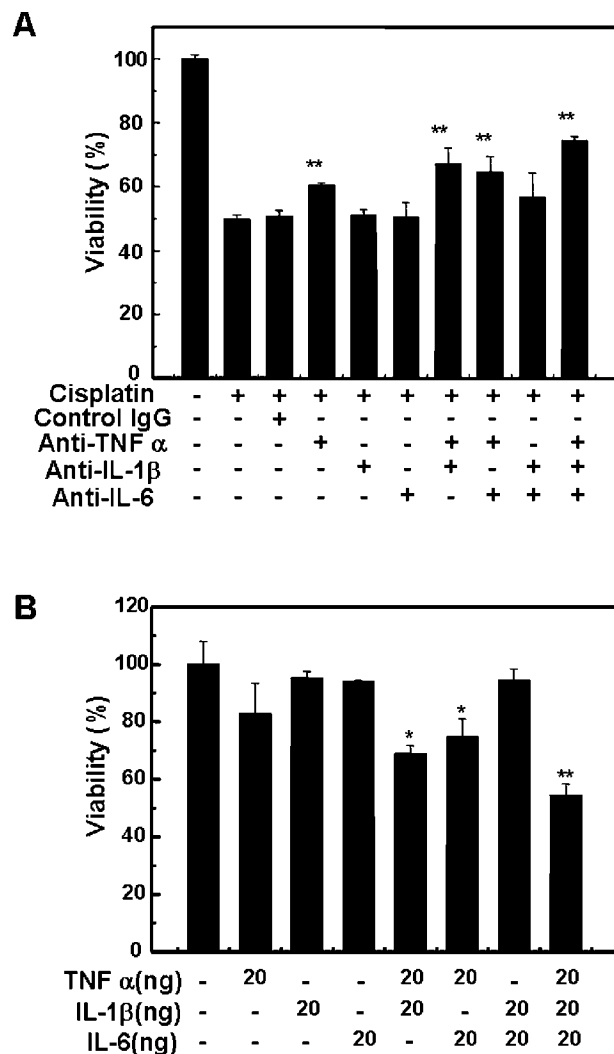 A
100
80
60
40
20
0
Viability (%)
** ** ** **
Cisplatin - + + + + + + + + +
Control IgG - - + - - - - - - -
Anti-TNF α - - - + - - + + - +
Anti-IL-1β - - - - + - + - + +
Anti-IL-6 - - - - - + - + + +
B
120
100
80
60
40
20
0
Viability (%)
* * **
TNF α(ng) - 20 - - 20 20 - 20
IL-1β(ng) - - 20 - 20 - 20 20
IL-6(ng) - - - 20 - 20 20 20